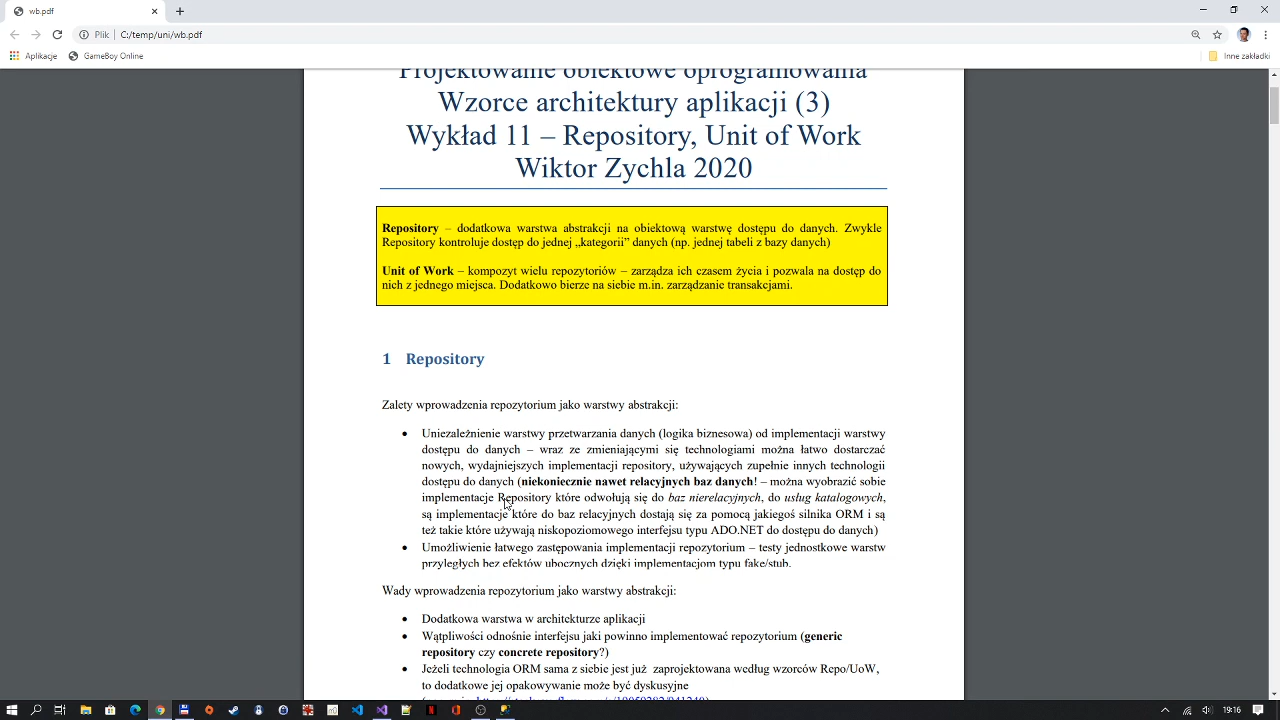 wb.pdf
Plik
C:/temp/uni/wb.pdf
Aplikacje
GameBoy Online
Inne zakładki
Projektowanie obiektowe oprogramowania
Wzorce architektury aplikacji (3)
Wykład 11 – Repository, Unit of Work
Wiktor Zychla 2020
Repository – dodatkowa warstwa abstrakcji na obiektową warstwę dostępu do danych. Zwykle
Repository kontroluje dostęp do jednej „kategorii” danych (np. jednej tabeli z bazy danych)
Unit of Work – kompozyt wielu repozytoriów – zarządza ich czasem życia i pozwala na dostęp do
nich z jednego miejsca. Dodatkowo bierze na siebie m.in. zarządzanie transakcjami.
1 Repository
Zalety wprowadzenia repozytorium jako warstwy abstrakcji:
• Uniezależnienie warstwy przetwarzania danych (logika biznesowa) od implementacji warstwy
dostępu do danych – wraz ze zmieniającymi się technologiami można łatwo dostarczać
nowych, wydajniejszych implementacji repository, używających zupełnie innych technologii
dostępu do danych (niekoniecznie nawet relacyjnych baz danych! – można wyobrazić sobie
implementacje Repository które odwołują się do baz nierelacyjnych, do usług katalogowych,
są implementacje które do baz relacyjnych dostają się za pomocą jakiegoś silnika ORM i są
też takie które używają niskopoziomowego interfejsu typu ADO.NET do dostępu do danych)
• Umożliwienie łatwego zastępowania implementacji repozytorium – testy jednostkowe warstw
przyległych bez efektów ubocznych dzięki implementacjom typu fake/stub.
Wady wprowadzenia repozytorium jako warstwy abstrakcji:
• Dodatkowa warstwa w architekturze aplikacji
• Wątpliwości odnośnie interfejsu jaki powinno implementować repozytorium (generic
repository czy concrete repository?)
• Jeżeli technologia ORM sama z siebie jest już zaprojektowana według wzorców Repo/UoW,
to dodatkowe jej opakowywanie może być dyskusyjne
19:16